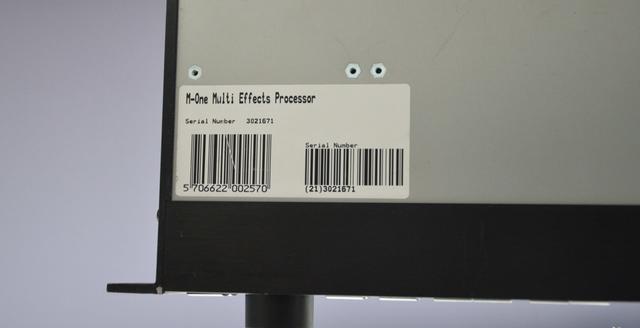 M-One Multi Effects Processor
Serial Number 3021671
Serial Number
5 706622 002570
(21)3021671